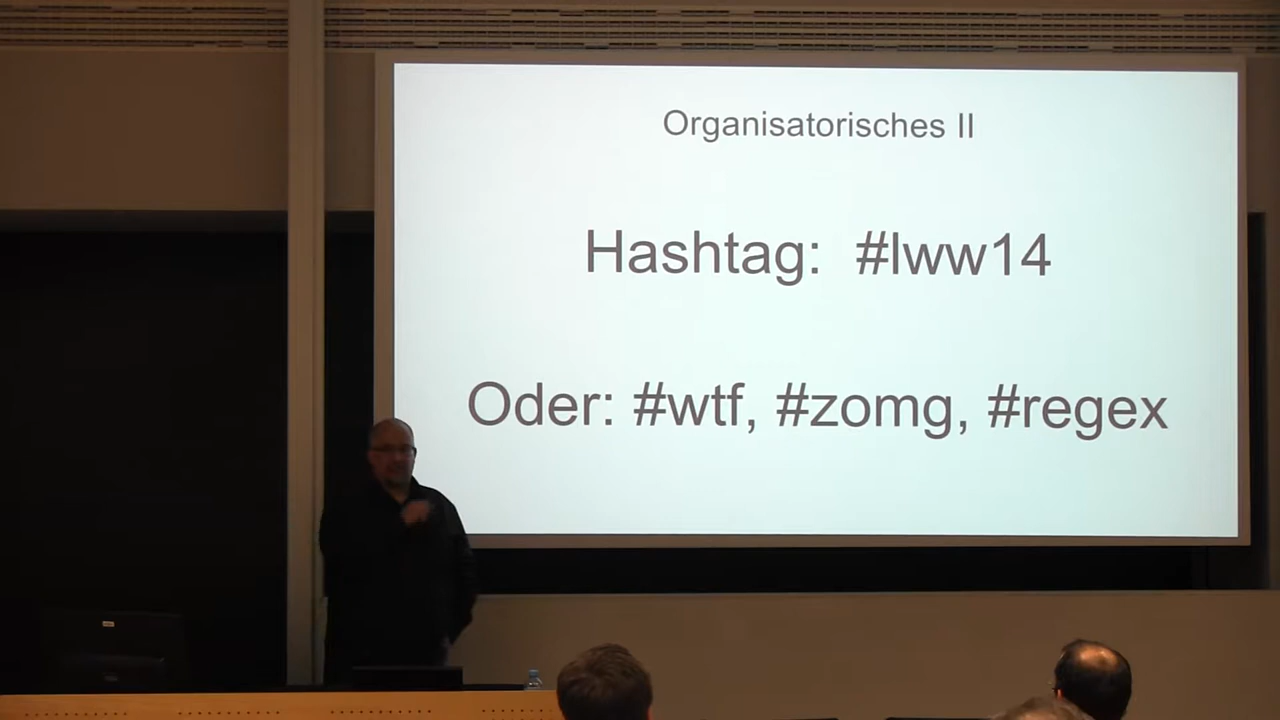 Organisatorisches II
Hashtag: #lww14
Oder: #wtf, #zomg, #regex